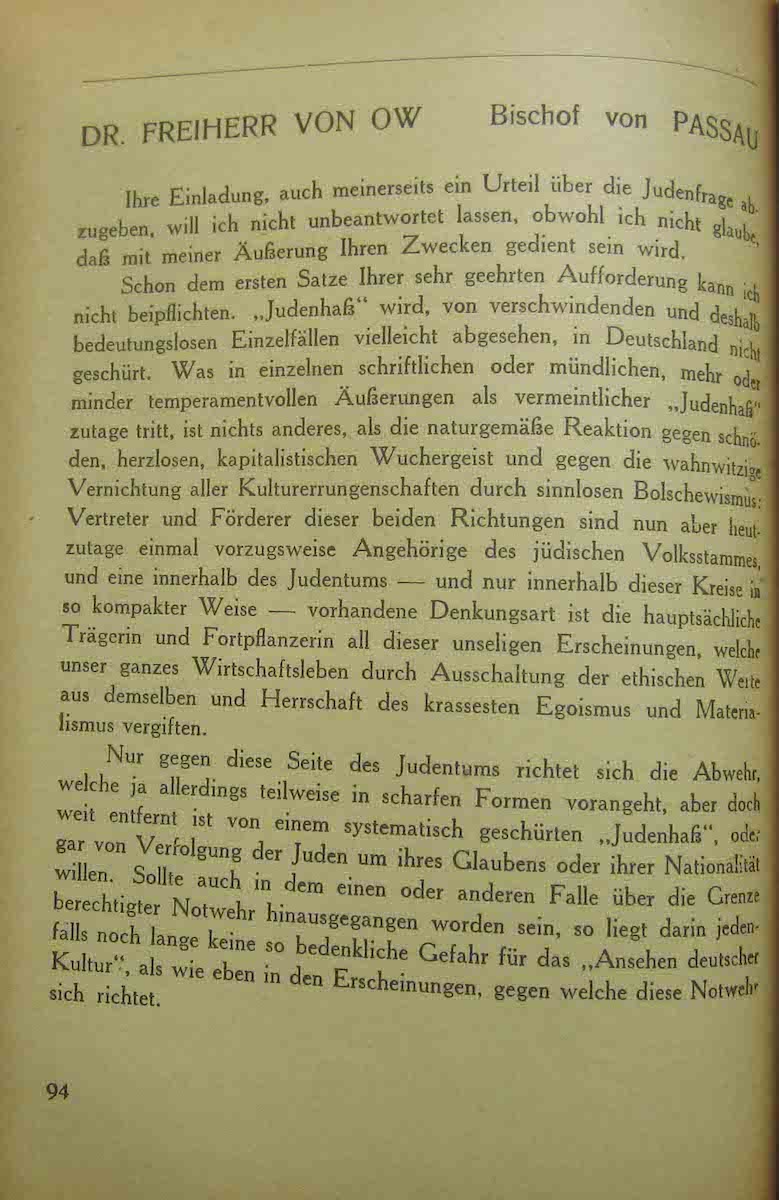 DR. FREIHERR VON OW Bischof von PASSAU
Ihre Einladung, auch meinerseits ein Urteil über die Judenfrage ab-
zugeben, will ich nicht unbeantwortet lassen, obwohl ich nicht glaube,
daß mit meiner Äußerung Ihren Zwecken gedient sein wird.
Schon dem ersten Satze Ihrer sehr geehrten Aufforderung kann ich
nicht beipflichten. „Judenhaß“ wird, von verschwindenden und deshalb
bedeutungslosen Einzelfällen vielleicht abgesehen, in Deutschland nicht
geschürt. Was in einzelnen schriftlichen oder mündlichen, mehr oder
minder temperamentvollen Äußerungen als vermeintlicher „Judenhaß“
zutage tritt, ist nichts anderes, als die naturgemäße Reaktion gegen schnö-
den, herzlosen, kapitalistischen Wuchergeist und gegen die wahnwitzige
Vernichtung aller Kulturerrungenschaften durch sinnlosen Bolschewismus;
Vertreter und Förderer dieser beiden Richtungen sind nun aber heut-
zutage einmal vorzugsweise Angehörige des jüdischen Volksstammes,
und eine innerhalb des Judentums — und nur innerhalb dieser Kreise in
so kompakter Weise — vorhandene Denkungsart ist die hauptsächliche
Trägerin und Fortpflanzerin all dieser unseligen Erscheinungen, welche
unser ganzes Wirtschaftsleben durch Ausschaltung der ethischen Werte
aus demselben und Herrschaft des krassesten Egoismus und Materia-
lismus vergiften.
Nur gegen diese Seite des Judentums richtet sich die Abwehr,
welche ja allerdings teilweise in scharfen Formen vorangeht, aber doch
weit entfernt ist von einem systematisch geschürten „Judenhaß“, oder
gar von Verfolgung der Juden um ihres Glaubens oder ihrer Nationalität
willen. Sollte auch in dem einen oder anderen Falle über die Grenze
berechtigter Notwehr hinausgegangen worden sein, so liegt darin jeden-
falls noch lange keine so bedenkliche Gefahr für das „Ansehen deutscher
Kultur“, als wie eben in den Erscheinungen, gegen welche diese Notwehr
sich richtet.
94